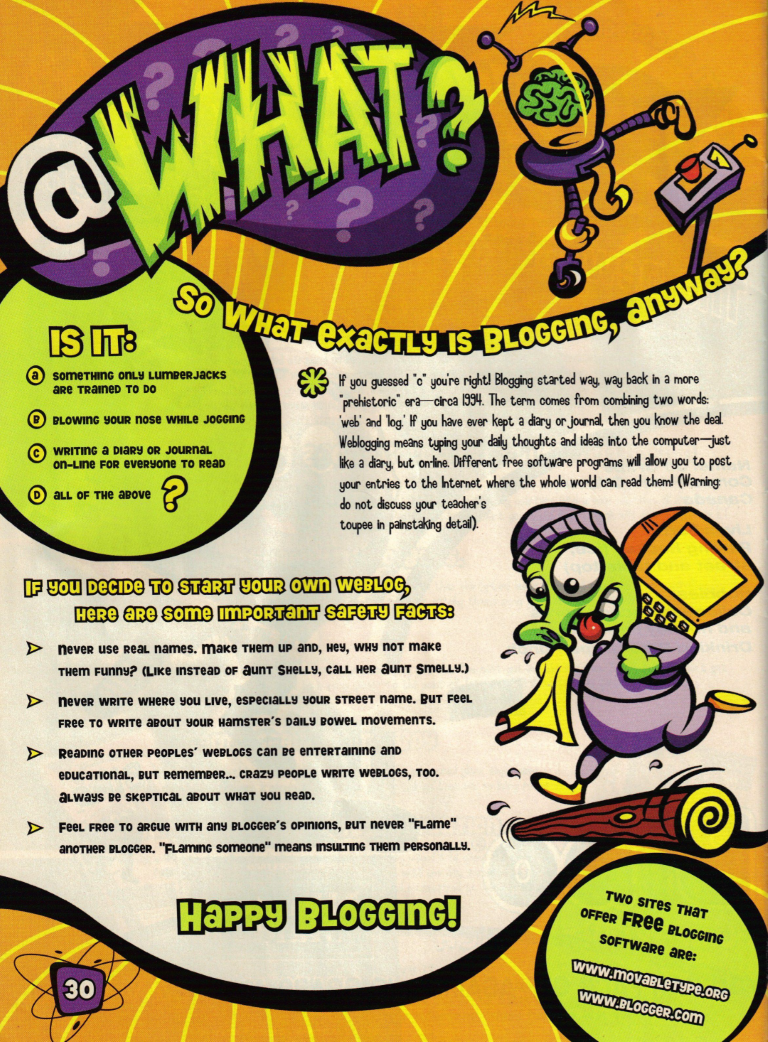 @WHAT?
So What exactly is Blogging, anyway?
IS IT:
A SOMETHING ONLY LUMBERJACKS
ARE TRAINED TO DO
B BLOWING YOUR NOSE WHILE JOGGING
C WRITING A DIARY OR JOURNAL
ON-LINE FOR EVERYONE TO READ
D ALL OF THE ABOVE ?
If you guessed "c" you're right! Blogging started way, way back in a more
"prehistoric" era—circa 1994. The term comes from combining two words:
'web' and 'log.' If you have ever kept a diary or journal, then you know the deal.
Weblogging means typing your daily thoughts and ideas into the computer—just
like a diary, but on-line. Different free software programs will allow you to post
your entries to the Internet where the whole world can read them! (Warning:
do not discuss your teacher's
toupee in painstaking detail).
If you decide to start your own weblog,
here are some important safety facts:
Never use real names. Make them up and, hey, why not make
them funny? (Like instead of Aunt Shelly, call her Aunt Smelly.)
Never write where you live, especially your street name. But feel
free to write about your hamster's daily bowel movements.
Reading other peoples' weblogs can be entertaining and
educational, but remember... crazy people write weblogs, too.
Always be skeptical about what you read.
Feel free to argue with any blogger's opinions, but never "flame"
another blogger. "Flaming someone" means insulting them personally.
Happy Blogging!
TWO SITES THAT
OFFER FREE BLOGGING
SOFTWARE ARE:
WWW.MOVABLETYPE.ORG
WWW.BLOGGER.COM
30